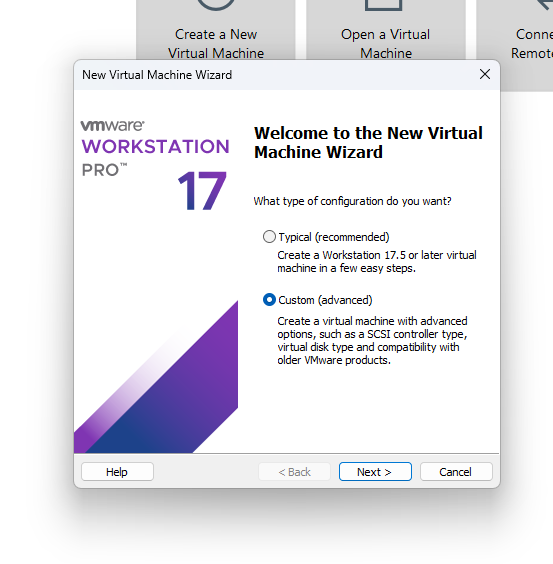 Create a New
Virtual Machine
Open a Virtual
Machine
Conne
Remot
New Virtual Machine Wizard
vmware®
WORKSTATION
PRO™
17
Welcome to the New Virtual
Machine Wizard
What type of configuration do you want?
Typical (recommended)
Create a Workstation 17.5 or later virtual
machine in a few easy steps.
Custom (advanced)
Create a virtual machine with advanced
options, such as a SCSI controller type,
virtual disk type and compatibility with
older VMware products.
Help
< Back
Next >
Cancel